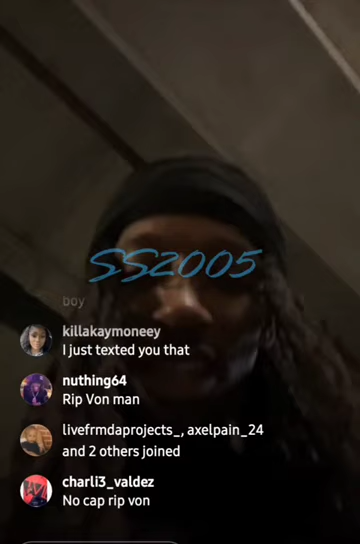 SS2005
boy
killakaymoneey
I just texted you that
nuthing64
Rip Von man
livefrmdaprojects_, axelpain_24
and 2 others joined
charli3_valdez
No cap rip von